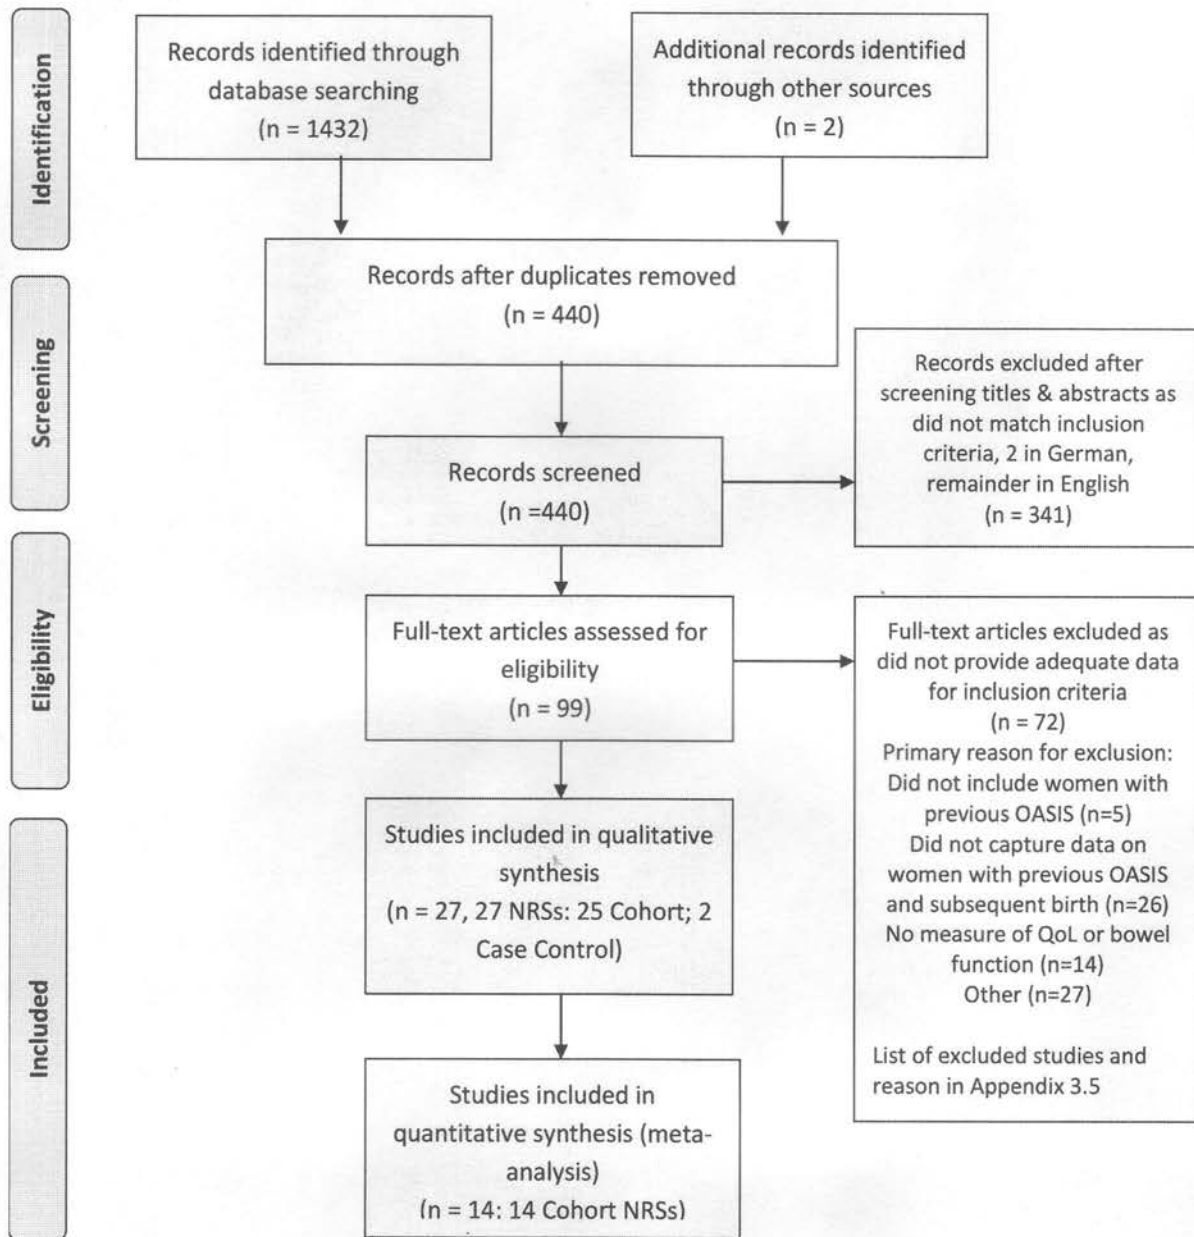 Identification
Records identified through
database searching
(n = 1432)
Additional records identified
through other sources
(n = 2)
Records after duplicates removed
(n = 440)
Screening
Records screened
(n =440)
Records excluded after
screening titles & abstracts as
did not match inclusion
criteria, 2 in German,
remainder in English
(n = 341)
Eligibility
Full-text articles assessed for
eligibility
(n = 99)
Full-text articles excluded as
did not provide adequate data
for inclusion criteria
(n = 72)
Primary reason for exclusion:
Did not include women with
previous OASIS (n=5)
Did not capture data on
women with previous OASIS
and subsequent birth (n=26)
No measure of QoL or bowel
function (n=14)
Other (n=27)
List of excluded studies and
reason in Appendix 3.5
Included
Studies included in qualitative
synthesis
(n = 27, 27 NRSs: 25 Cohort; 2
Case Control)
Studies included in
quantitative synthesis (meta-
analysis)
(n = 14: 14 Cohort NRSs)